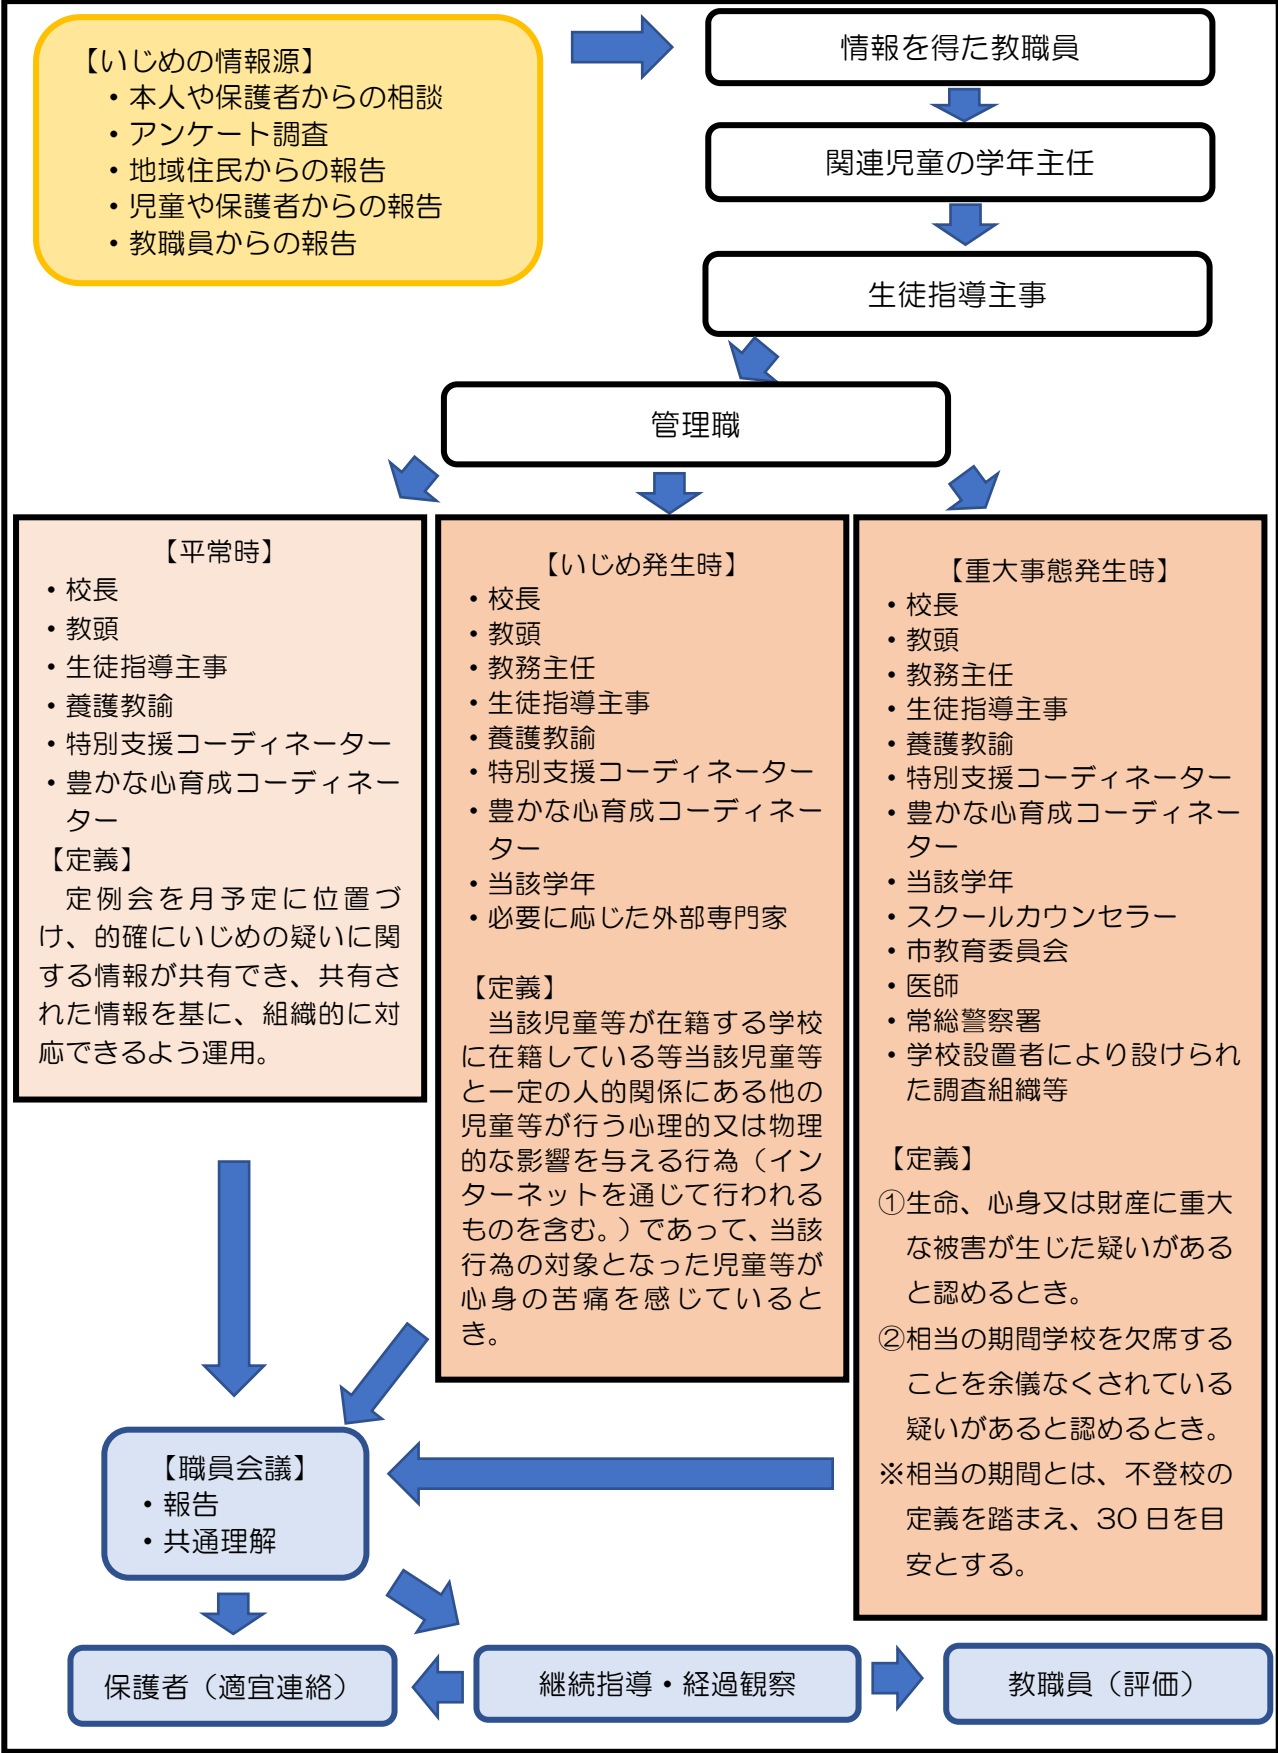 【いじめの情報源】
・本人や保護者からの相談
・アンケート調査
・地域住民からの報告
・児童や保護者からの報告
・教職員からの報告
情報を得た教職員
関連児童の学年主任
生徒指導主事
管理職
【平常時】
・校長
・教頭
・生徒指導主事
・養護教諭
・特別支援コーディネーター
・豊かな心育成コーディネー
ター
【定義】
定例会を月予定に位置づ
け、的確にいじめの疑いに関
する情報が共有でき、共有さ
れた情報を基に、組織的に対
応できるよう運用。
【いじめ発生時】
・校長
・教頭
・教務主任
・生徒指導主事
・養護教諭
・特別支援コーディネーター
・豊かな心育成コーディネー
ター
・当該学年
・必要に応じた外部専門家
【定義】
当該児童等が在籍する学校
に在籍している等当該児童等
と一定の人的関係にある他の
児童等が行う心理的又は物理
的な影響を与える行為（イン
ターネットを通じて行われる
ものを含む。）であって、当該
行為の対象となった児童等が
心身の苦痛を感じていると
き。
【重大事態発生時】
・校長
・教頭
・教務主任
・生徒指導主事
・養護教諭
・特別支援コーディネーター
・豊かな心育成コーディネー
ター
・当該学年
・スクールカウンセラー
・市教育委員会
・医師
・常総警察署
・学校設置者により設けられ
た調査組織等
【定義】
①生命、心身又は財産に重大
な被害が生じた疑いがある
と認めるとき。
②相当の期間学校を欠席する
ことを余儀なくされている
疑いがあると認めるとき。
※相当の期間とは、不登校の
定義を踏まえ、30日を目
安とする。
【職員会議】
・報告
・共通理解
保護者（適宜連絡）
継続指導・経過観察
教職員（評価）